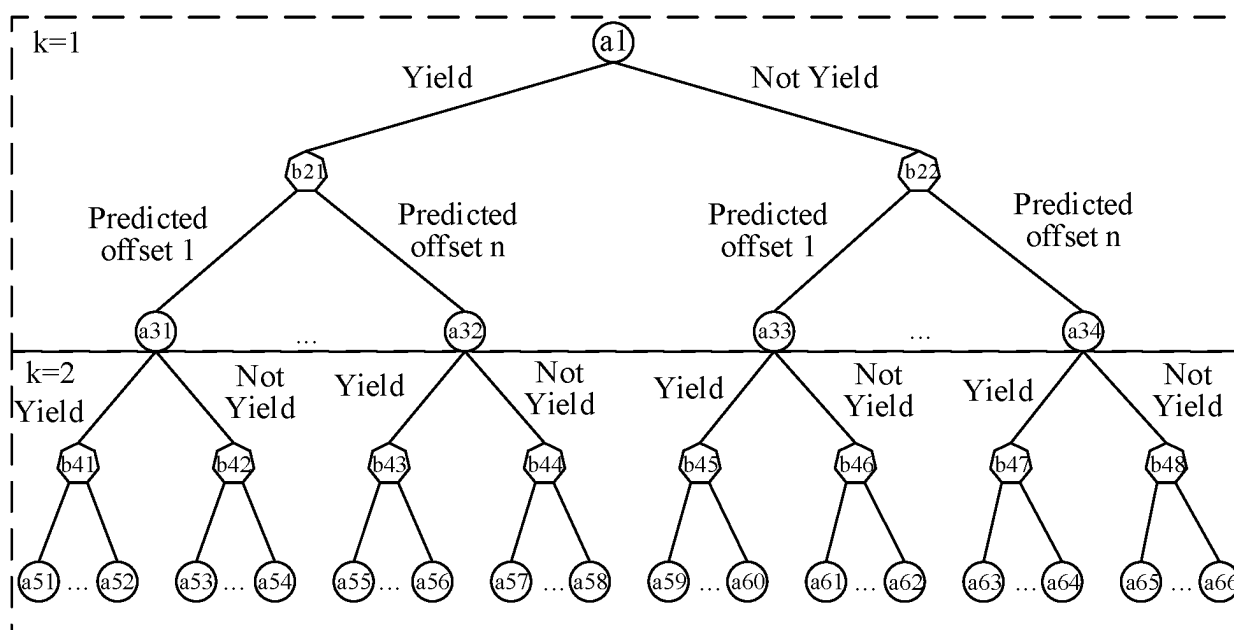 k=1
a1
Yield
Not Yield
b21
b22
Predicted
offset 1
Predicted
offset n
Predicted
offset 1
Predicted
offset n
a31
...
a32
a33
...
a34
k=2
Yield
Not
Yield
Yield
Not
Yield
Yield
Not
Yield
Yield
Not
Yield
b41
b42
b43
b44
b45
b46
b47
b48
a51 ... a52
a53 ... a54
a55 ... a56
a57 ... a58
a59 ... a60
a61 ... a62
a63 ... a64
a65 ... a66